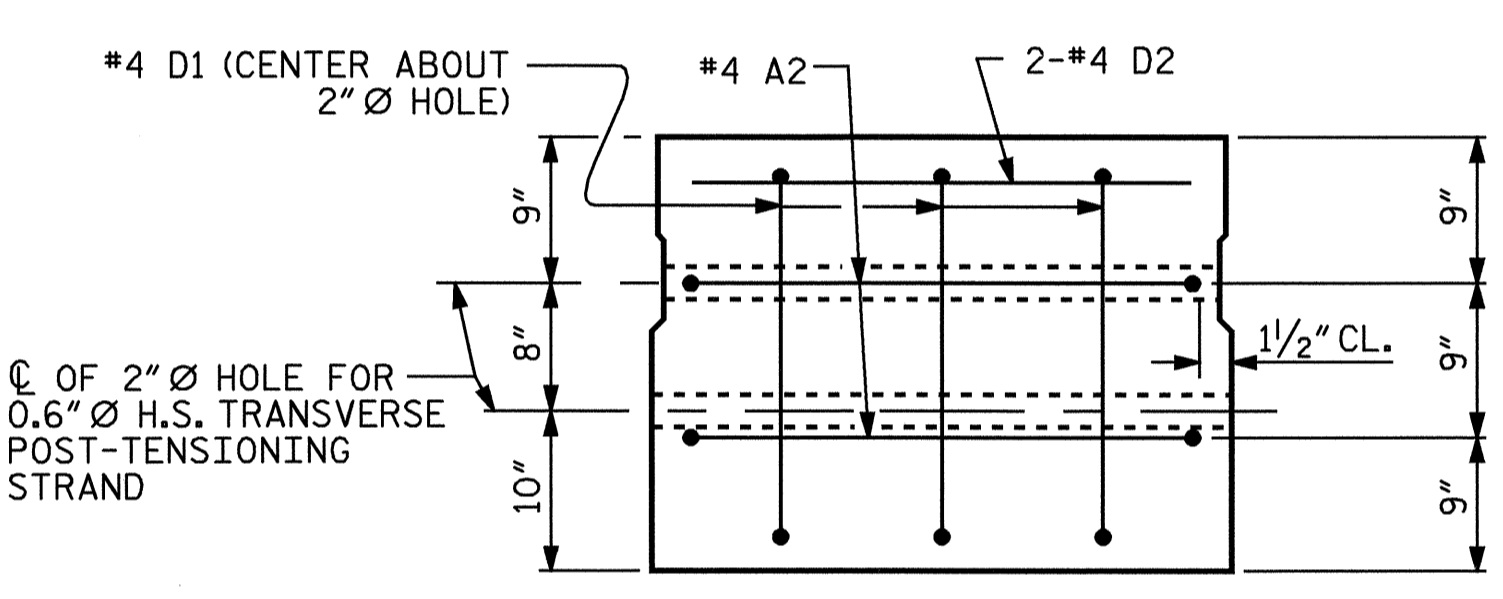 #4 D1 (CENTER ABOUT
2" Ø HOLE)
#4 A2
2-#4 D2
9"
8"
10"
9"
9"
9"
1½" CL.
℄ OF 2" Ø HOLE FOR
0.6" Ø H.S. TRANSVERSE
POST-TENSIONING
STRAND